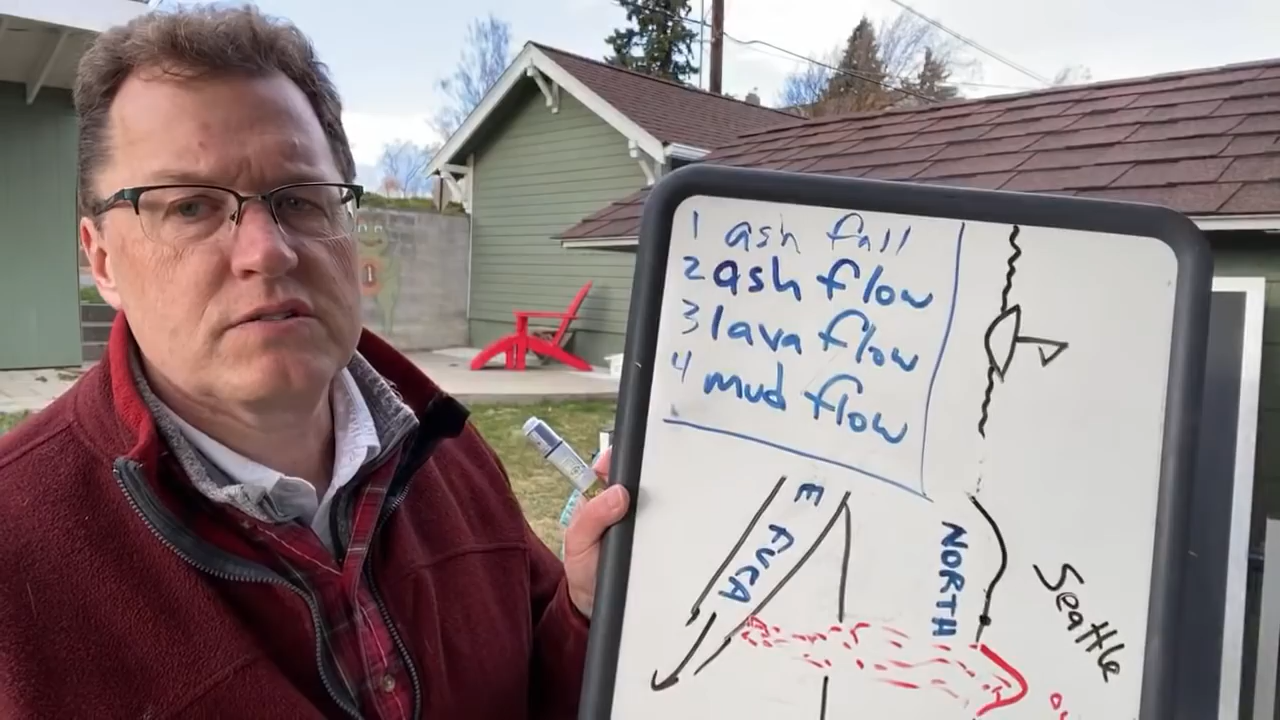 1 ash fall
2 ash flow
3 lava flow
4 mud flow
E
FUCA
NORTH
Seattle